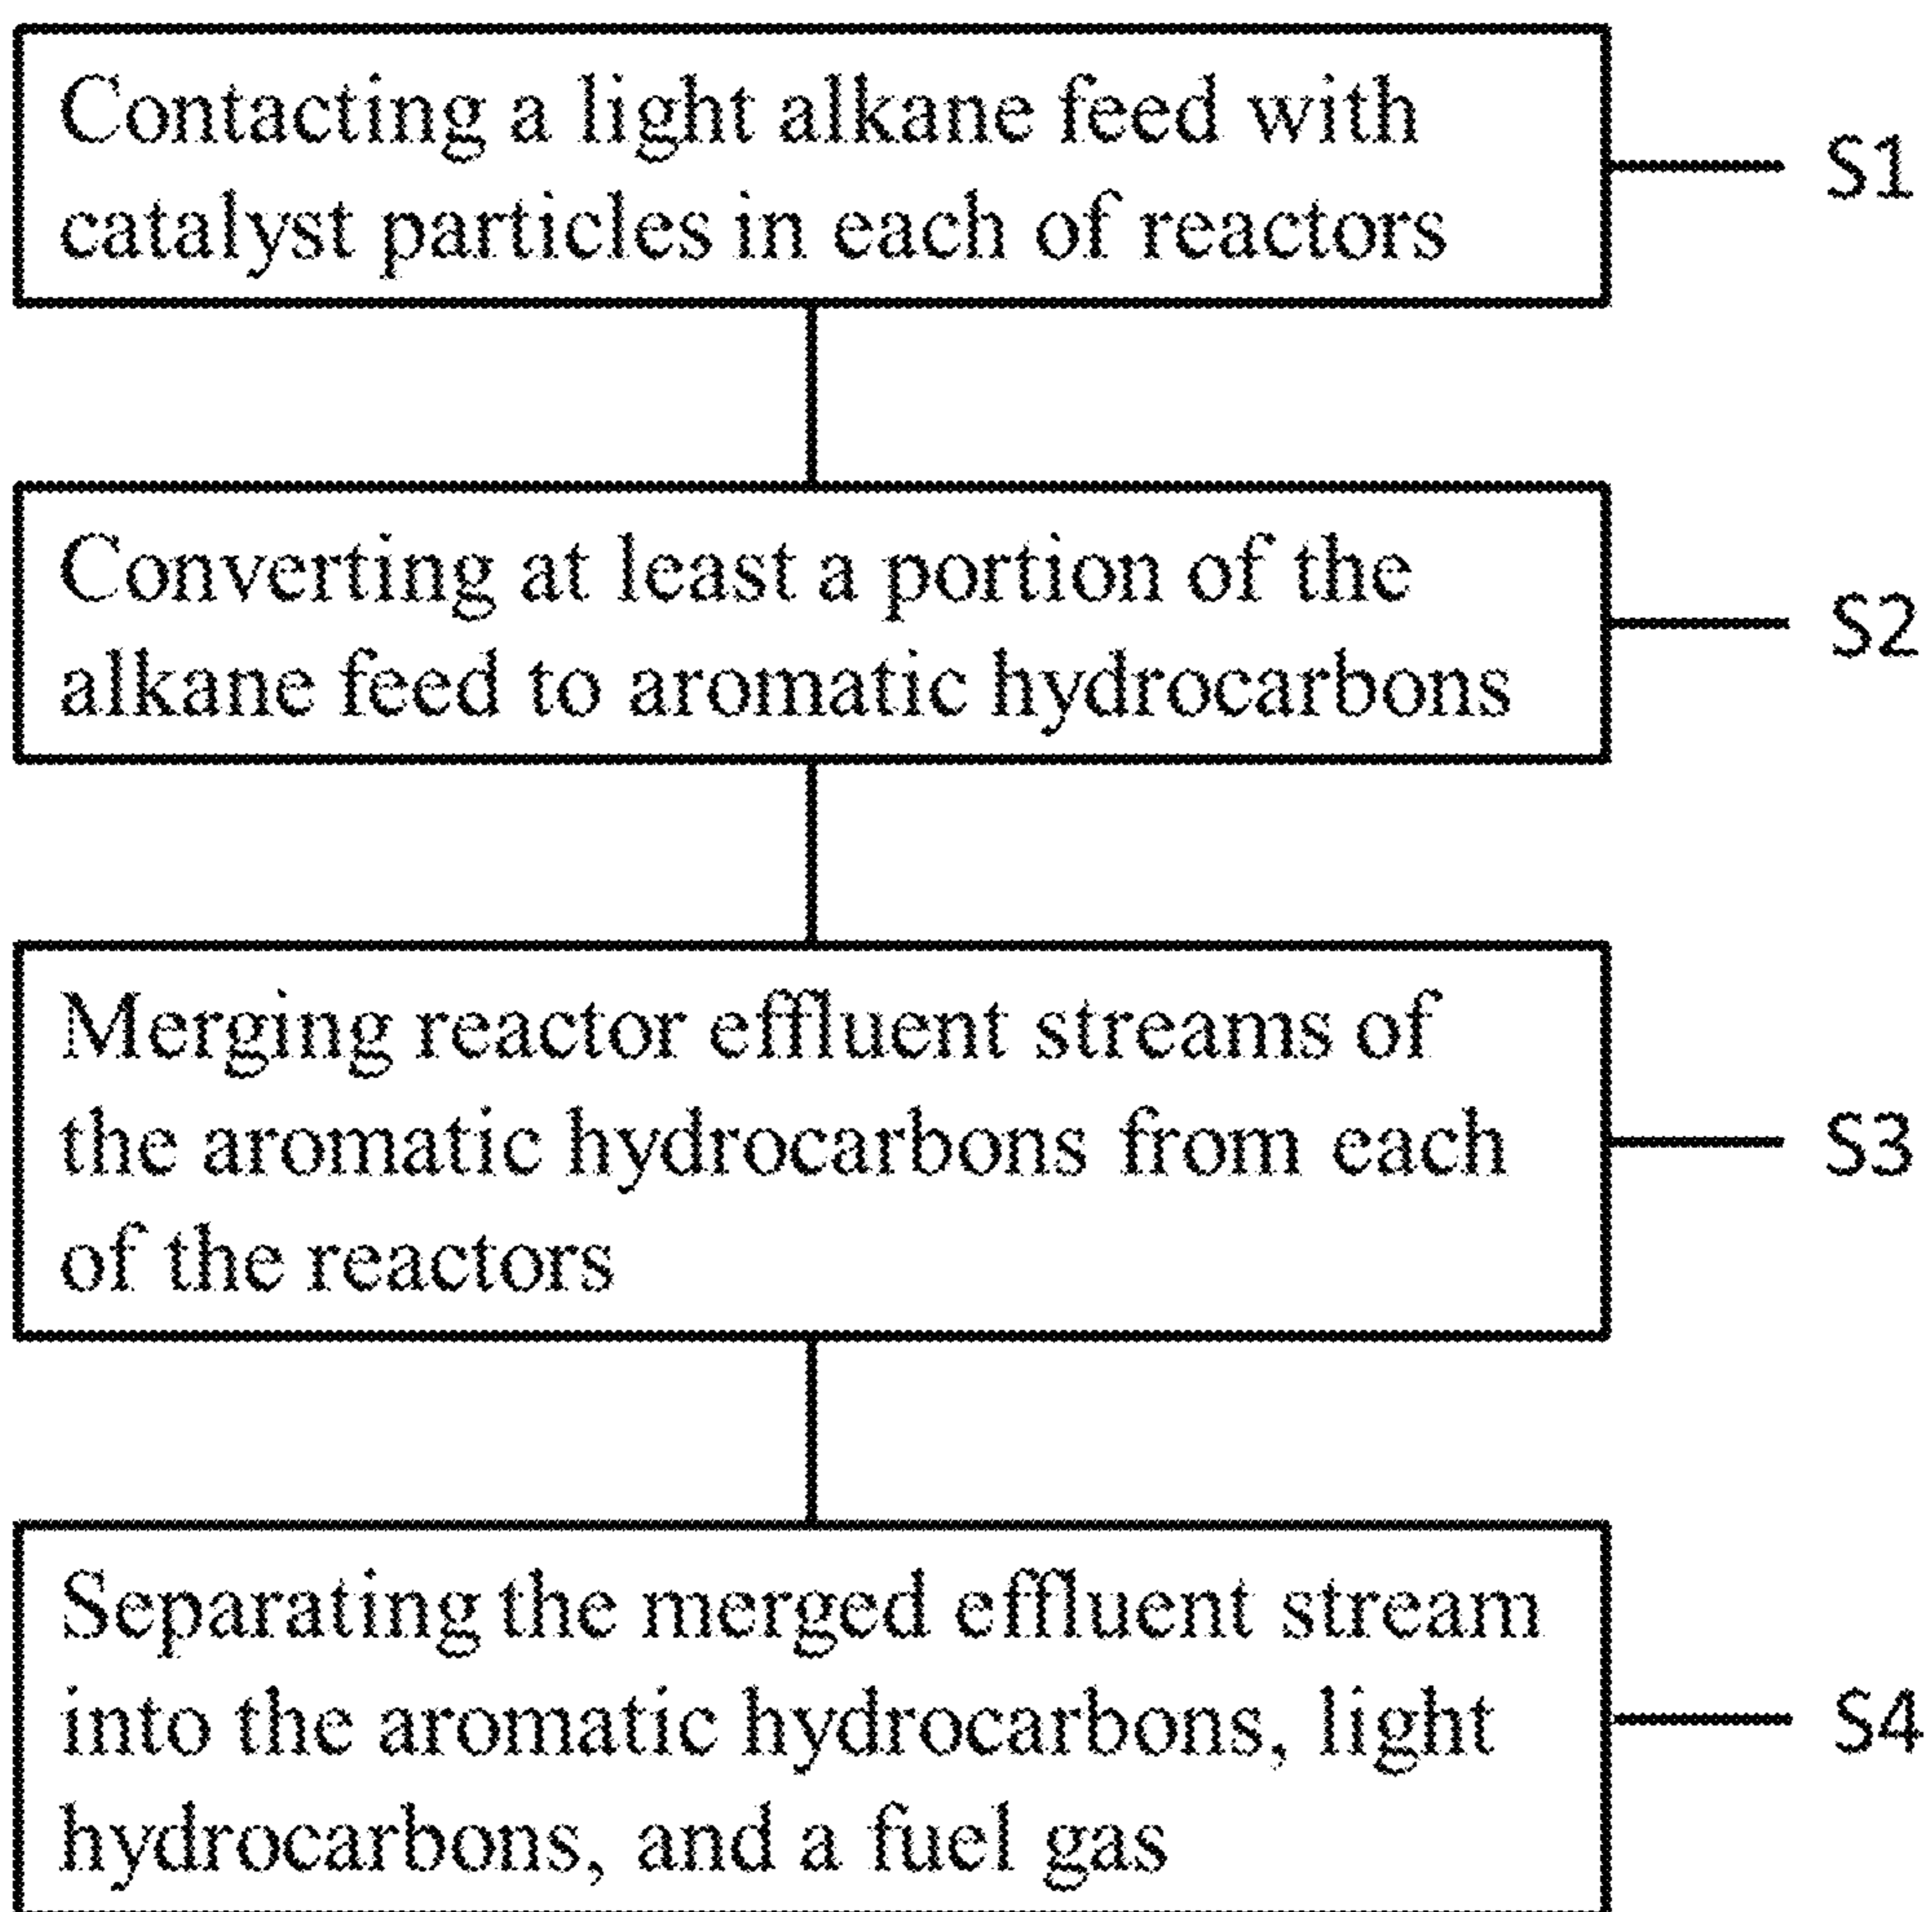 Contacting a light alkane feed with
catalyst particles in each of reactors
S1
Converting at least a portion of the
alkane feed to aromatic hydrocarbons
S2
Merging reactor effluent streams of
the aromatic hydrocarbons from each
of the reactors
S3
Separating the merged effluent stream
into the aromatic hydrocarbons, light
hydrocarbons, and a fuel gas
S4